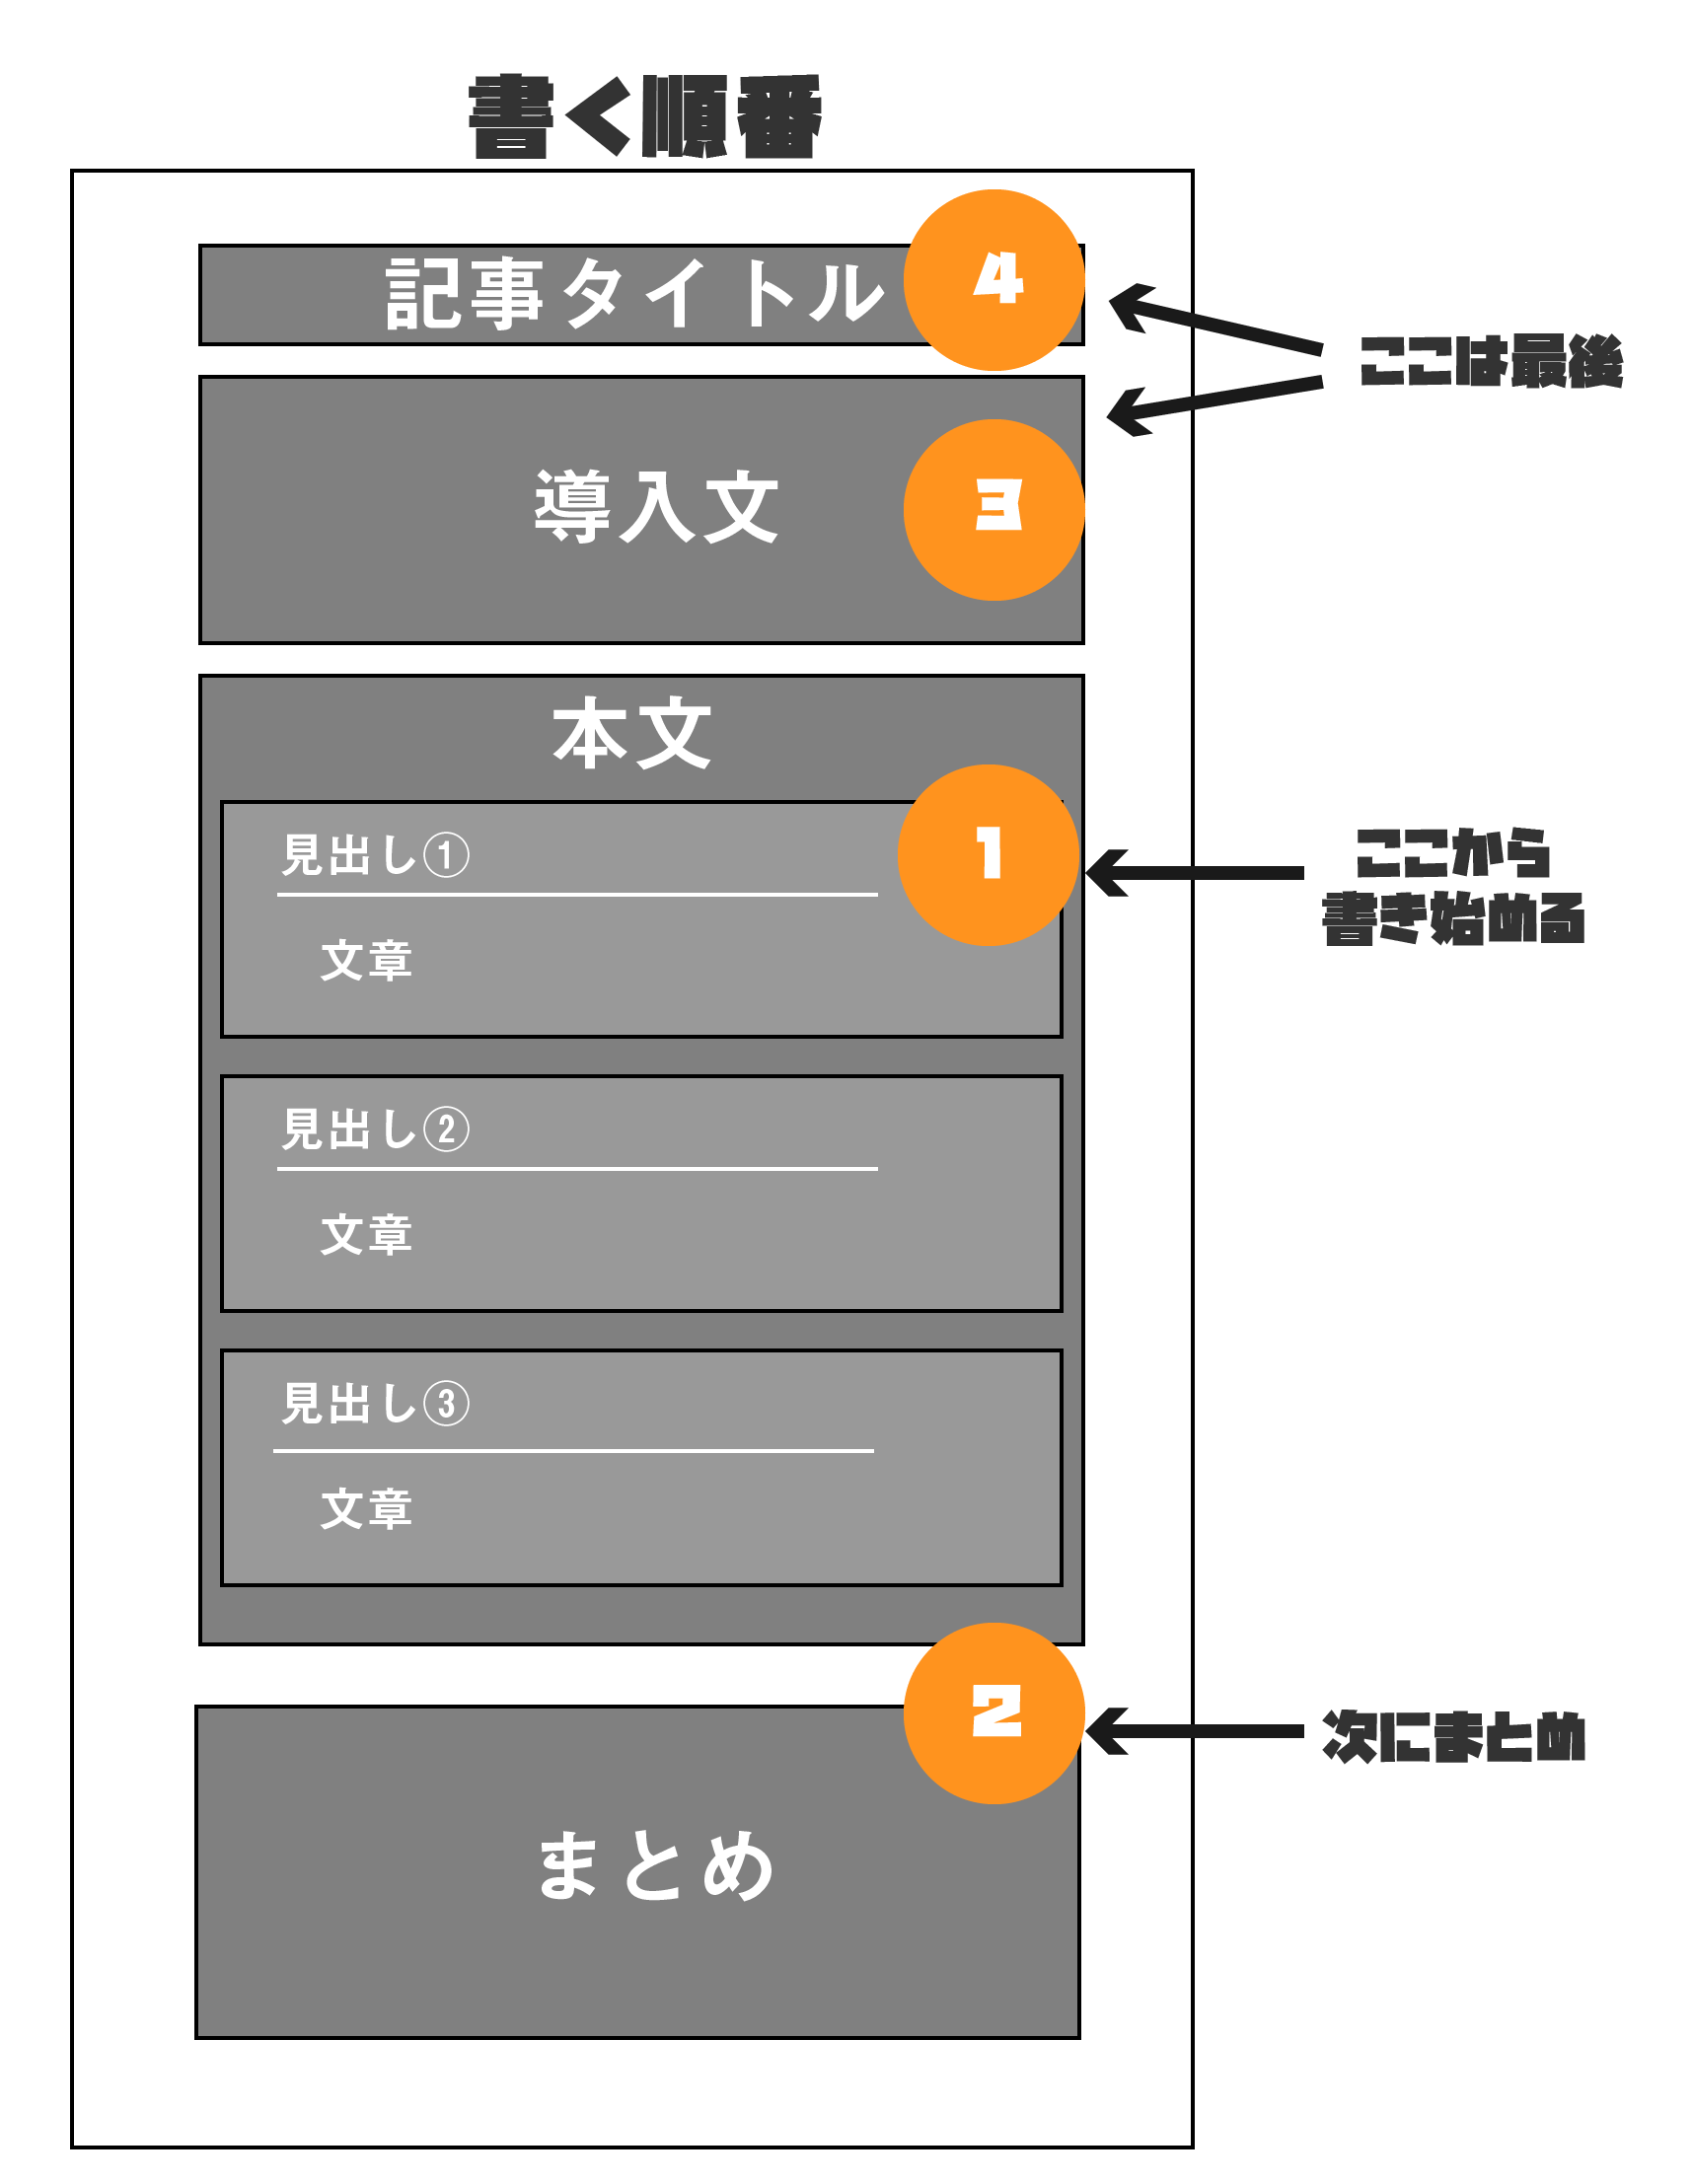 書く順番
記事タイトル
4
ここは最後
導入文
3
本文
見出し①
1
ここから
書き始める
文章
見出し②
文章
見出し③
文章
2
次にまとめ
まとめ